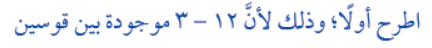 اطرح أولًا؛ وذلك لأنَّ ١٢ – ٣ موجودة بين قوسين